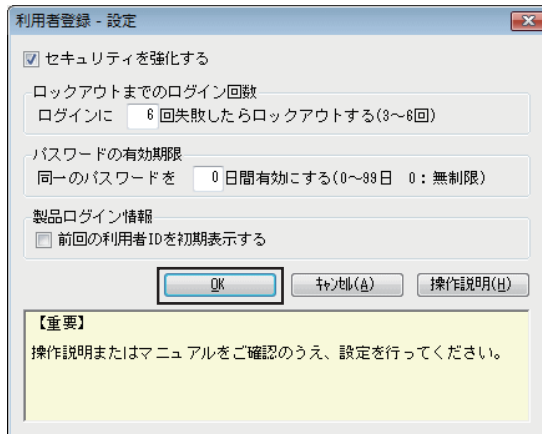 利用者登録 - 設定
セキュリティを強化する
ロックアウトまでのログイン回数
ログインに 6 回失敗したらロックアウトする(3～6回)
パスワードの有効期限
同一のパスワードを 0 日間有効にする(0～99日 0：無制限)
製品ログイン情報
前回の利用者IDを初期表示する
OK ｷｬﾝｾﾙ(A) 操作説明(H)
【重要】
操作説明またはマニュアルをご確認のうえ、設定を行ってください。